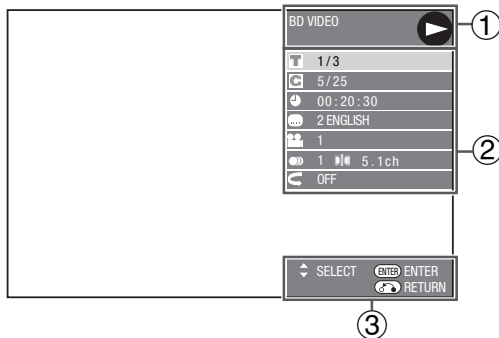 BD VIDEO
①
T 1/3
C 5/25
00:20:30
2 ENGLISH
1
②
1 5.1ch
OFF
SELECT ENTER ENTER
RETURN
③